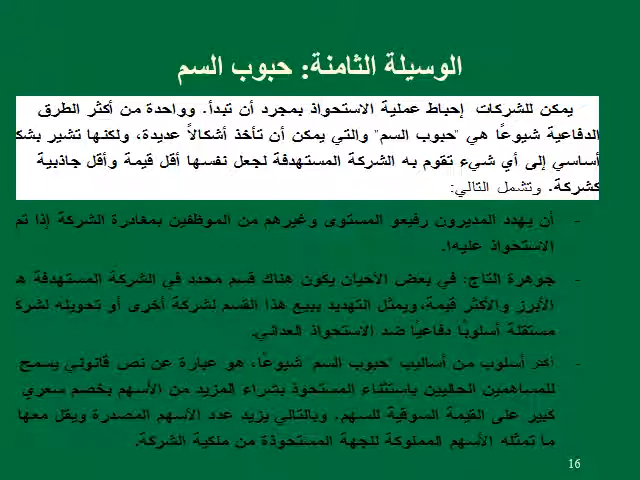 الوسيلة الثامنة: حبوب السم
يمكن للشركات إحباط عملية الاستحواذ بمجرد أن تبدأ. وواحدة من أكثر الطرق
الدفاعية شيوعًا هي "حبوب السم" والتي يمكن أن تأخذ أشكالاً عديدة، ولكنها تشير بشك
أساسي إلى أي شيء تقوم به الشركة المستهدفة لجعل نفسها أقل قيمة وأقل جاذبية
كشركة. وتشمل التالي:
- أن يهدد المديرون رفيعو المستوى وغيرهم من الموظفين بمغادرة الشركة إذا تم
الاستحواذ عليها.
- جوهرة التاج: في بعض الأحيان يكون هناك قسم محدد في الشركة المستهدفة ه
الأبرز والأكثر قيمة، ويمثل التهديد ببيع هذا القسم لشركة أخرى أو تحويله لشركة
مستقلة أسلوبًا دفاعيًا ضد الاستحواذ العدائي.
- أكثر أسلوب من أساليب "حبوب السم" شيوعًا، هو عبارة عن نص قانوني يسمح
للمساهمين الحاليين باستثناء المستحوذ بشراء المزيد من الأسهم بخصم سعري
كبير على القيمة السوقية للسهم. وبالتالي يزيد عدد الأسهم المصدرة ويقل معها
ما تمثله الأسهم المملوكة للجهة المستحوذة من ملكية الشركة.
16